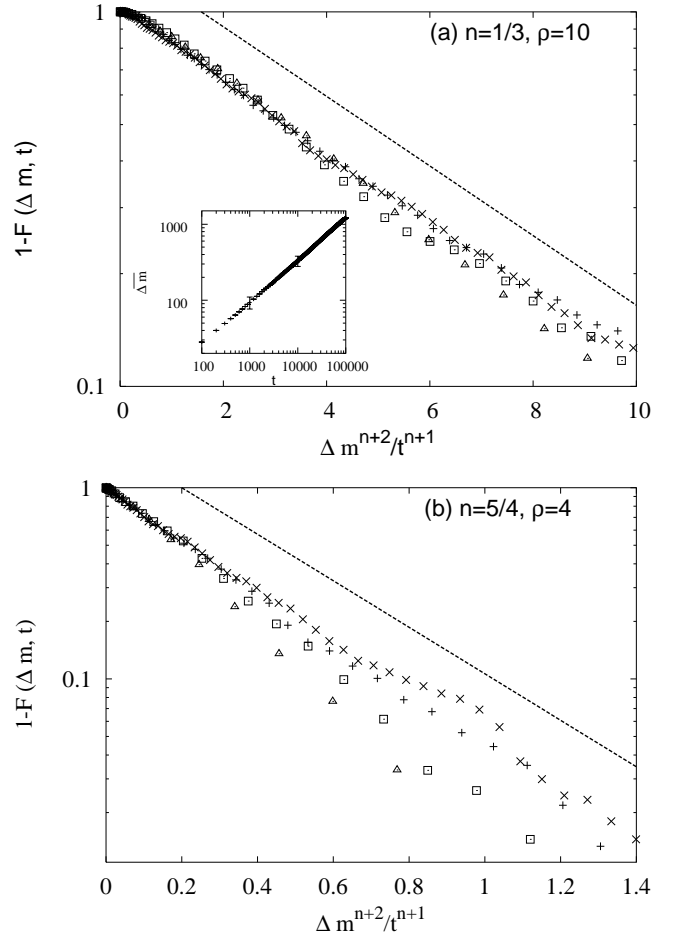 1
(a) n=1/3, ρ=10
1-F (Δ m, t)
1000
100
Δ m
100 1000 10000 100000
t
0.1
0 2 4 6 8 10
Δ m^{n+2}/t^{n+1}
1
(b) n=5/4, ρ=4
1-F (Δ m, t)
0.1
0 0.2 0.4 0.6 0.8 1 1.2 1.4
Δ m^{n+2}/t^{n+1}